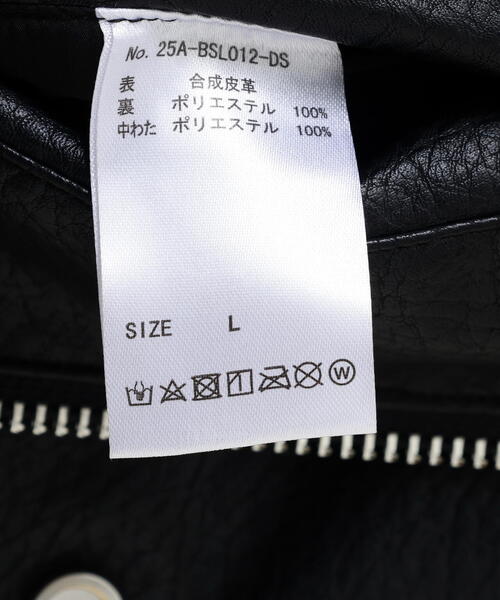 No. 25A-BSL012-DS
表 合成皮革
裏 ポリエステル 100%
中わた ポリエステル 100%
SIZE L
W